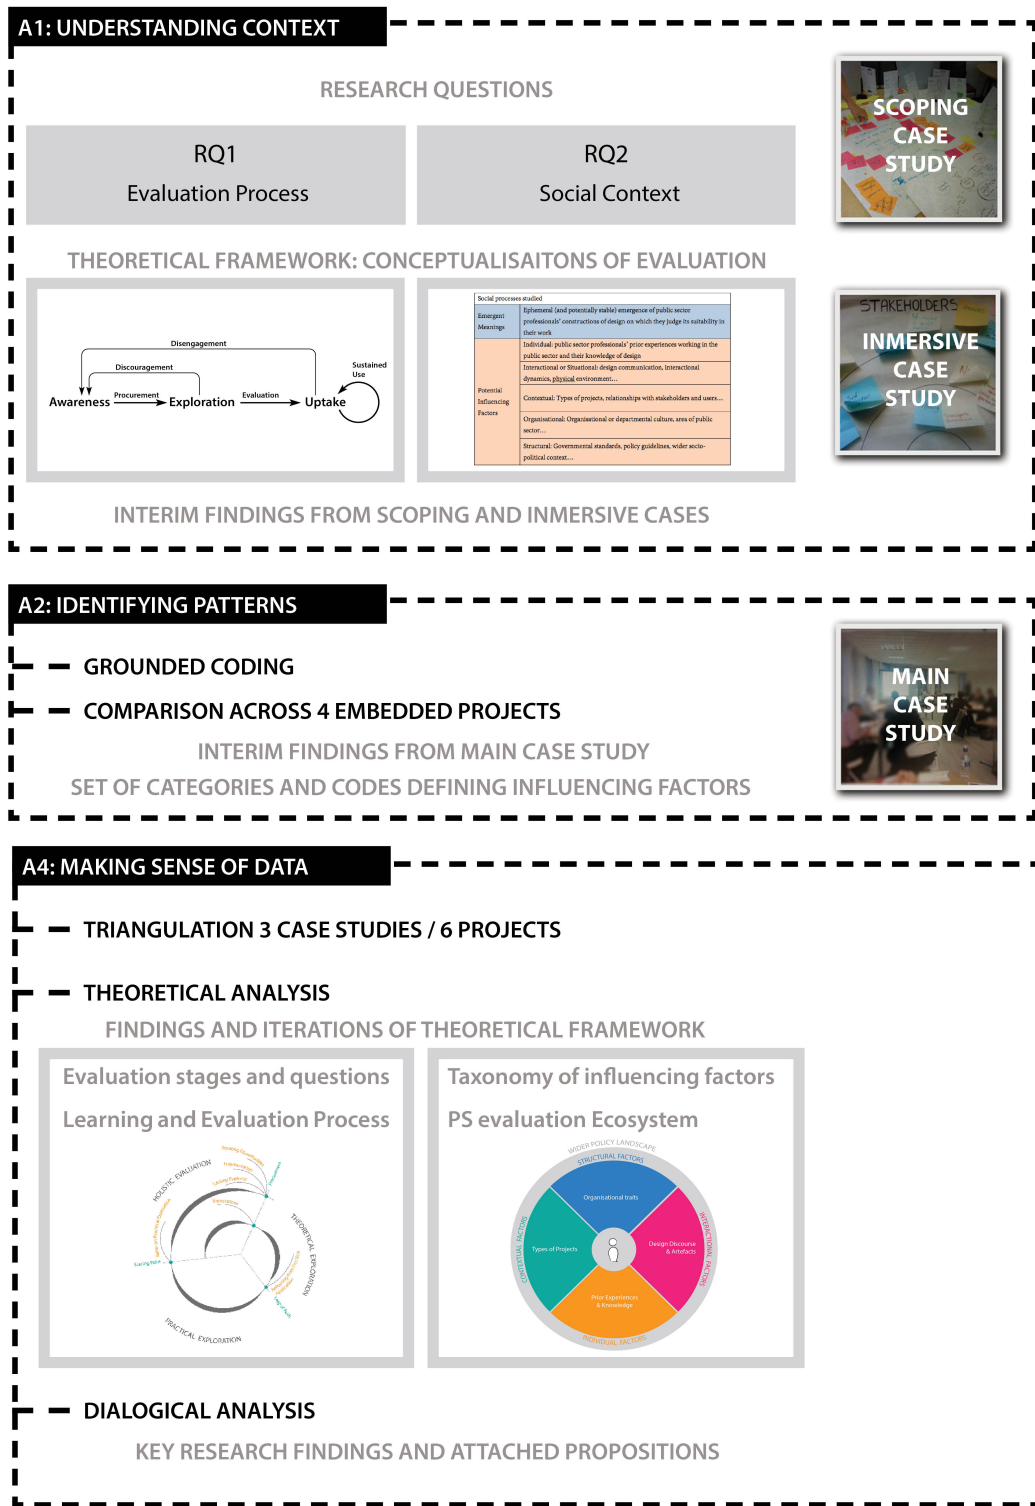 A1: UNDERSTANDING CONTEXT
RESEARCH QUESTIONS
RQ1
Evaluation Process
RQ2
Social Context
SCOPING
CASE
STUDY
THEORETICAL FRAMEWORK: CONCEPTUALISAITONS OF EVALUATION
Disengagement
Discouragement
Sustained
Use
Awareness
Procurement
Exploration
Evaluation
Uptake
Social processes studied
Emergent
Meanings
Ephemeral (and potentially stable) emergence of public sector
professionals' constructions of design on which they judge its suitability in
their work
Potential
Influencing
Factors
Individual: public sector professionals' prior experiences working in the
public sector and their knowledge of design
Interactional or Situational: design communication, interactional
dynamics, physical environment…
Contextual: Types of projects, relationships with stakeholders and users…
Organisational: Organisational or departmental culture, area of public
sector…
Structural: Governmental standards, policy guidelines, wider socio-
political context…
STAKEHOLDERS
INMERSIVE
CASE
STUDY
INTERIM FINDINGS FROM SCOPING AND INMERSIVE CASES
A2: IDENTIFYING PATTERNS
GROUNDED CODING
COMPARISON ACROSS 4 EMBEDDED PROJECTS
INTERIM FINDINGS FROM MAIN CASE STUDY
SET OF CATEGORIES AND CODES DEFINING INFLUENCING FACTORS
MAIN
CASE
STUDY
A4: MAKING SENSE OF DATA
TRIANGULATION 3 CASE STUDIES / 6 PROJECTS
THEORETICAL ANALYSIS
FINDINGS AND ITERATIONS OF THEORETICAL FRAMEWORK
Evaluation stages and questions
Learning and Evaluation Process
HOLISTIC EVALUATION
THEORETICAL EXPLORATION
PRACTICAL EXPLORATION
Taxonomy of influencing factors
PS evaluation Ecosystem
WIDER POLICY LANDSCAPE
STRUCTURAL FACTORS
Organisational traits
CONTEXTUAL FACTORS
Types of Projects
Design Discourse
& Artefacts
INTERACTIONAL FACTORS
Prior Experiences
& Knowledge
INDIVIDUAL FACTORS
DIALOGICAL ANALYSIS
KEY RESEARCH FINDINGS AND ATTACHED PROPOSITIONS